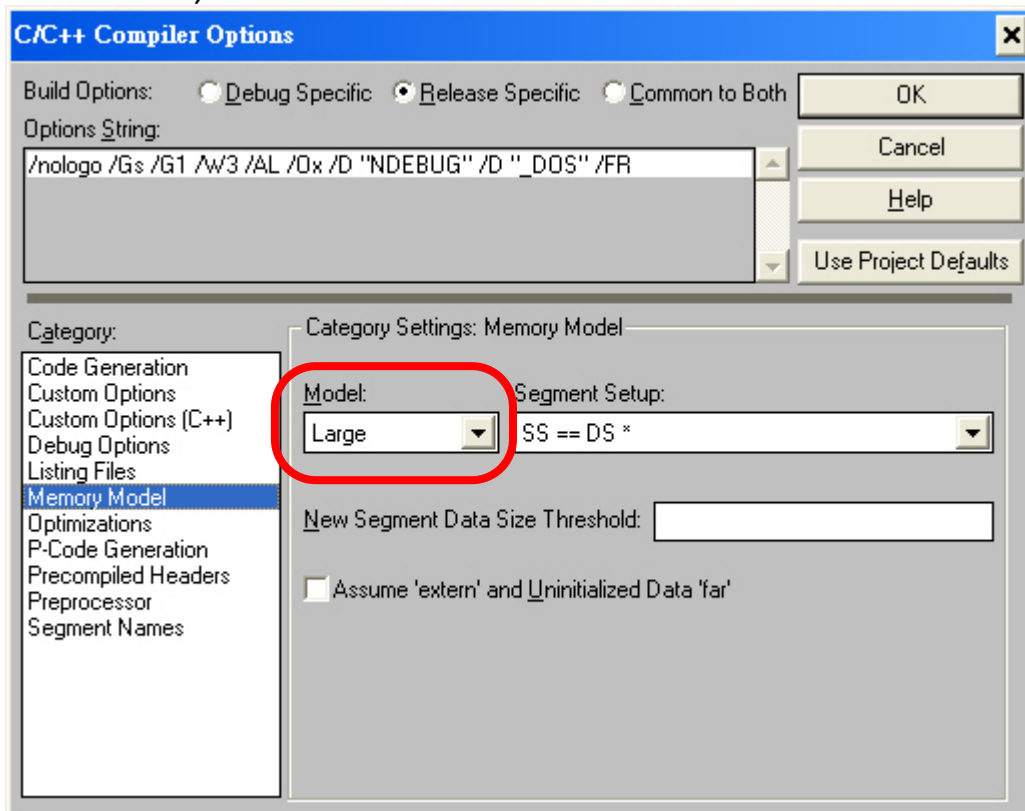 C/C++ Compiler Options
Build Options: Debug Specific Release Specific Common to Both
OK
Options String:
Cancel
/nologo /Gs /G1 /W3 /AL /Ox /D "NDEBUG" /D "_DOS" /FR
Help
Use Project Defaults
Category:
Code Generation
Custom Options
Custom Options (C++)
Debug Options
Listing Files
Memory Model
Optimizations
P-Code Generation
Precompiled Headers
Preprocessor
Segment Names
Category Settings: Memory Model
Model: Segment Setup:
Large SS == DS *
New Segment Data Size Threshold:
Assume 'extern' and Uninitialized Data 'far'